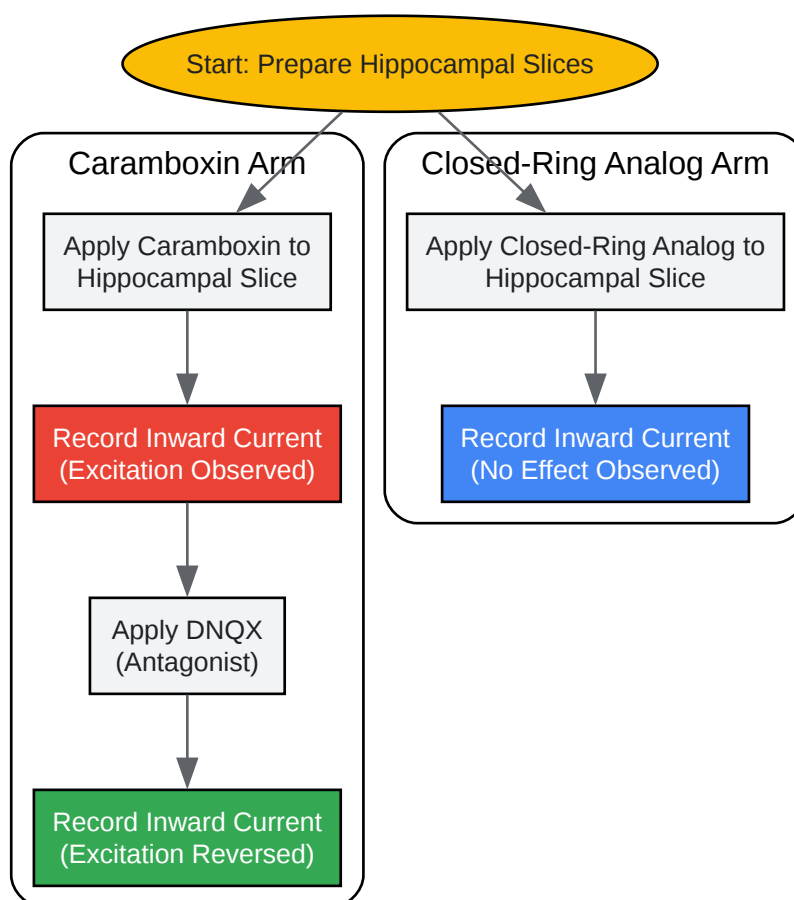 Start: Prepare Hippocampal Slices
Caramboxin Arm
Apply Caramboxin to
Hippocampal Slice
Record Inward Current
(Excitation Observed)
Apply DNQX
(Antagonist)
Record Inward Current
(Excitation Reversed)
Closed-Ring Analog Arm
Apply Closed-Ring Analog to
Hippocampal Slice
Record Inward Current
(No Effect Observed)